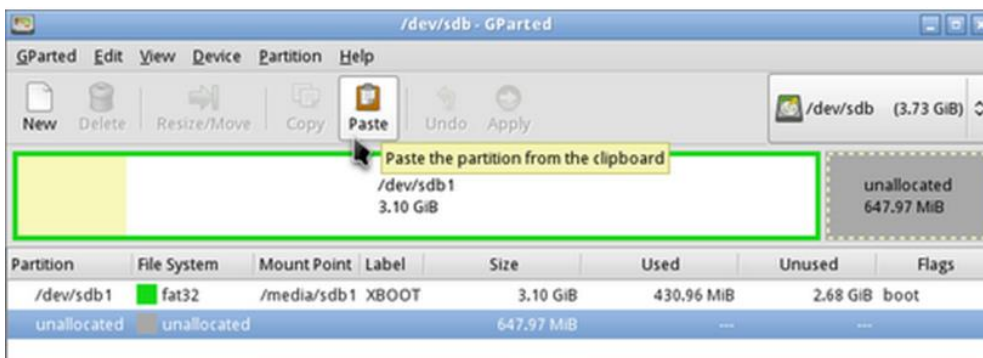 /dev/sdb - GParted
GParted Edit View Device Partition Help
New Delete Resize/Move Copy Paste Undo Apply /dev/sdb (3.73 GiB)
Paste the partition from the clipboard
/dev/sdb1 unallocated
3.10 GiB 647.97 MiB
Partition File System Mount Point Label Size Used Unused Flags
/dev/sdb1 fat32 /media/sdb1 XBOOT 3.10 GiB 430.96 MiB 2.68 GiB boot
unallocated unallocated 647.97 MiB --- ---